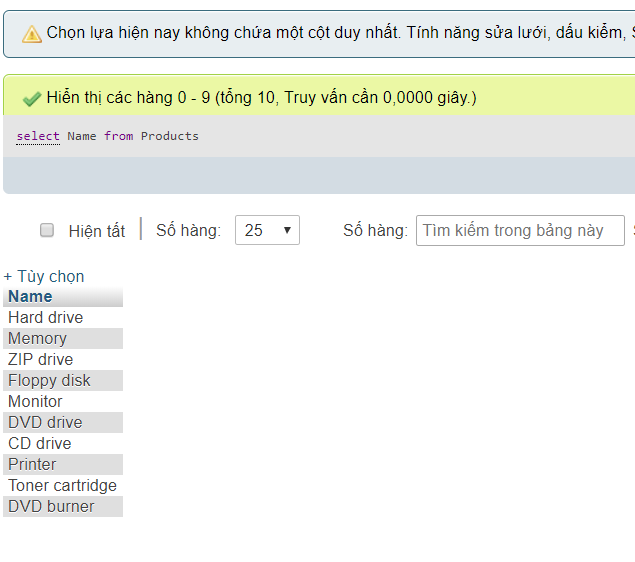 Chọn lựa hiện nay không chứa một cột duy nhất. Tính năng sửa lưới, dấu kiểm,
Hiển thị các hàng 0 - 9 (tổng 10, Truy vấn cần 0,0000 giây.)
select Name from Products
Hiện tất Số hàng: 25 Số hàng: Tìm kiếm trong bảng này
+ Tùy chọn
Name
Hard drive
Memory
ZIP drive
Floppy disk
Monitor
DVD drive
CD drive
Printer
Toner cartridge
DVD burner